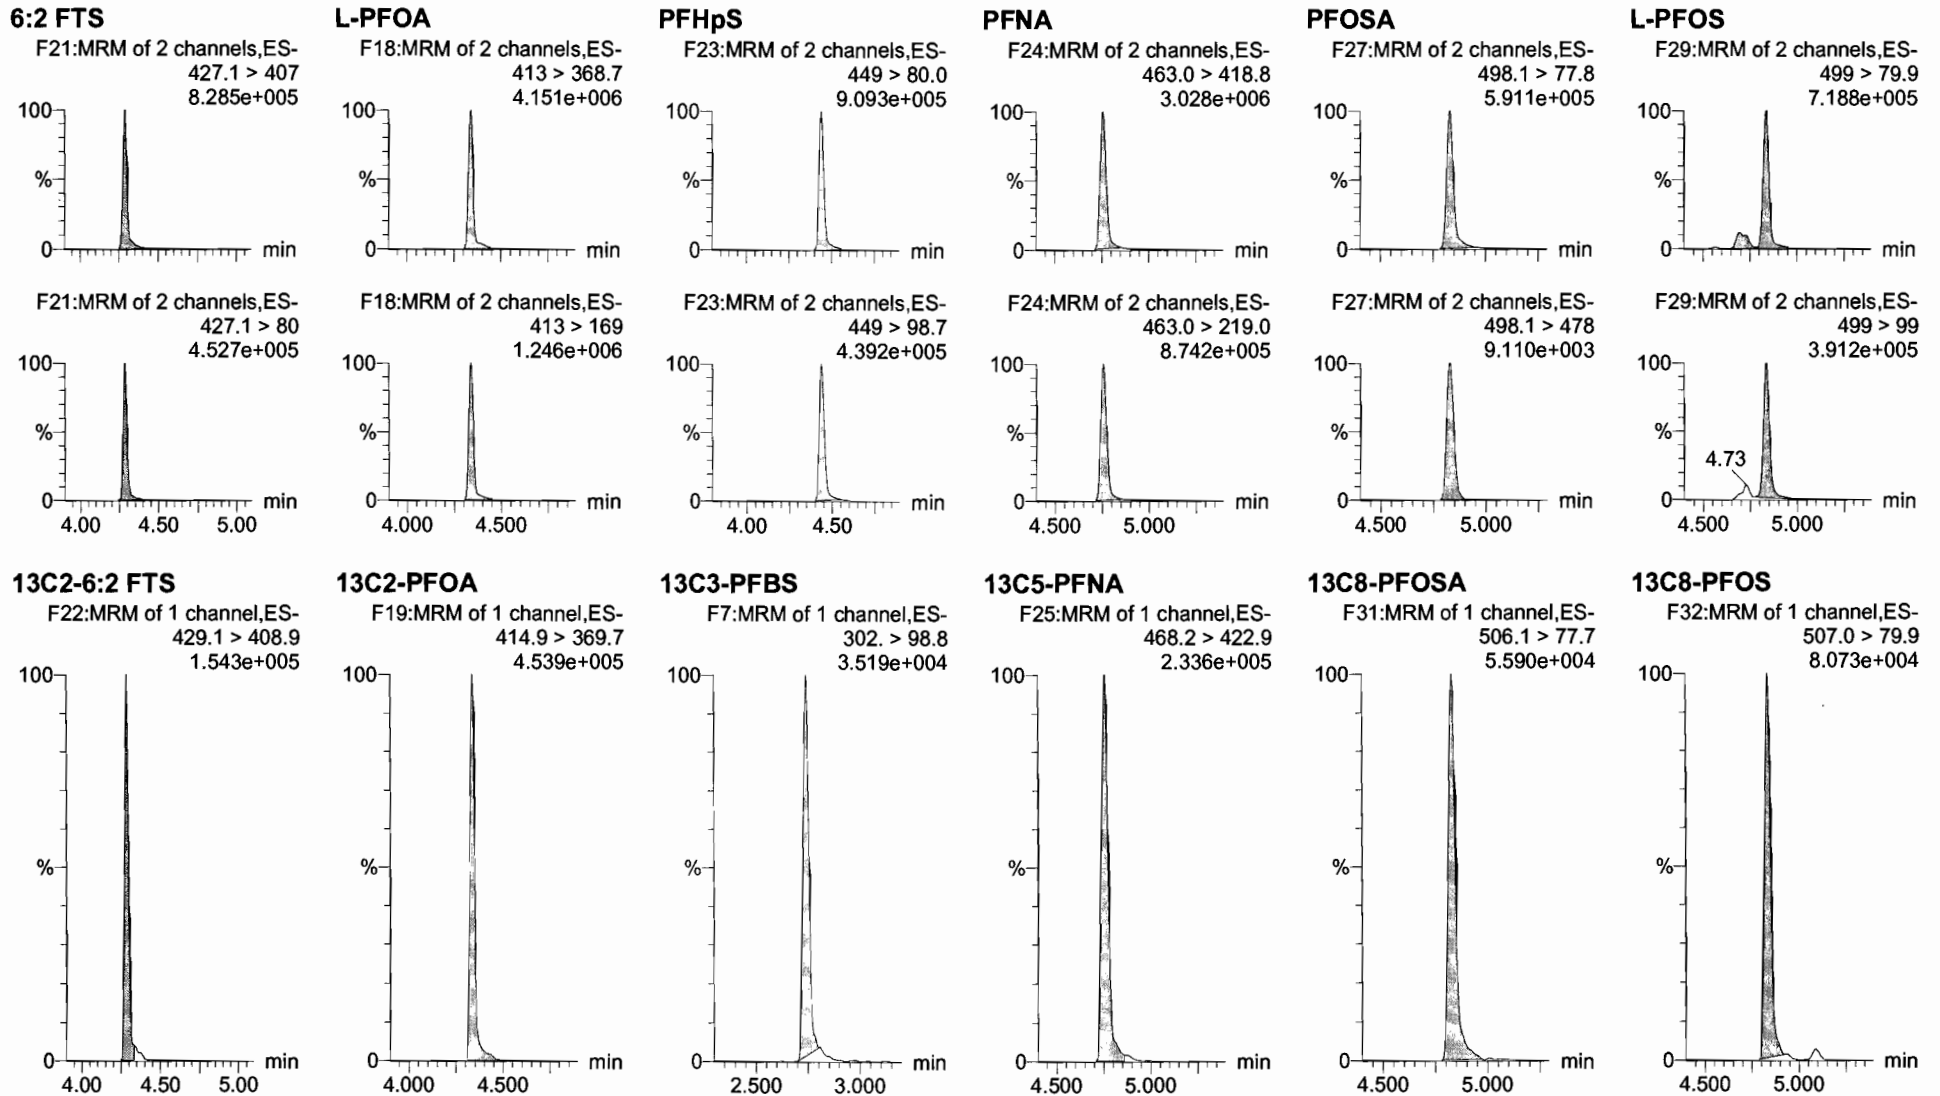 6:2 FTS
F21:MRM of 2 channels,ES-
427.1 > 407
8.285e+005
100
%
0
min
L-PFOA
F18:MRM of 2 channels,ES-
413 > 368.7
4.151e+006
100
%
0
min
PFHpS
F23:MRM of 2 channels,ES-
449 > 80.0
9.093e+005
100
%
0
min
PFNA
F24:MRM of 2 channels,ES-
463.0 > 418.8
3.028e+006
100
%
0
min
PFOSA
F27:MRM of 2 channels,ES-
498.1 > 77.8
5.911e+005
100
%
0
min
L-PFOS
F29:MRM of 2 channels,ES-
499 > 79.9
7.188e+005
100
%
0
min
F21:MRM of 2 channels,ES-
427.1 > 80
4.527e+005
100
%
0
min
4.00 4.50 5.00
F18:MRM of 2 channels,ES-
413 > 169
1.246e+006
100
%
0
min
4.000 4.500
F23:MRM of 2 channels,ES-
449 > 98.7
4.392e+005
100
%
0
min
4.00 4.50
F24:MRM of 2 channels,ES-
463.0 > 219.0
8.742e+005
100
%
0
min
4.500 5.000
F27:MRM of 2 channels,ES-
498.1 > 478
9.110e+003
100
%
0
min
4.500 5.000
F29:MRM of 2 channels,ES-
499 > 99
3.912e+005
100
%
4.73
0
min
4.500 5.000
13C2-6:2 FTS
F22:MRM of 1 channel,ES-
429.1 > 408.9
1.543e+005
100
%
0
min
4.00 4.50 5.00
13C2-PFOA
F19:MRM of 1 channel,ES-
414.9 > 369.7
4.539e+005
100
%
0
min
4.000 4.500
13C3-PFBS
F7:MRM of 1 channel,ES-
302. > 98.8
3.519e+004
100
%
0
min
2.500 3.000
13C5-PFNA
F25:MRM of 1 channel,ES-
468.2 > 422.9
2.336e+005
100
%
0
min
4.500 5.000
13C8-PFOSA
F31:MRM of 1 channel,ES-
506.1 > 77.7
5.590e+004
100
%
0
min
4.500 5.000
13C8-PFOS
F32:MRM of 1 channel,ES-
507.0 > 79.9
8.073e+004
100
%
0
min
4.500 5.000